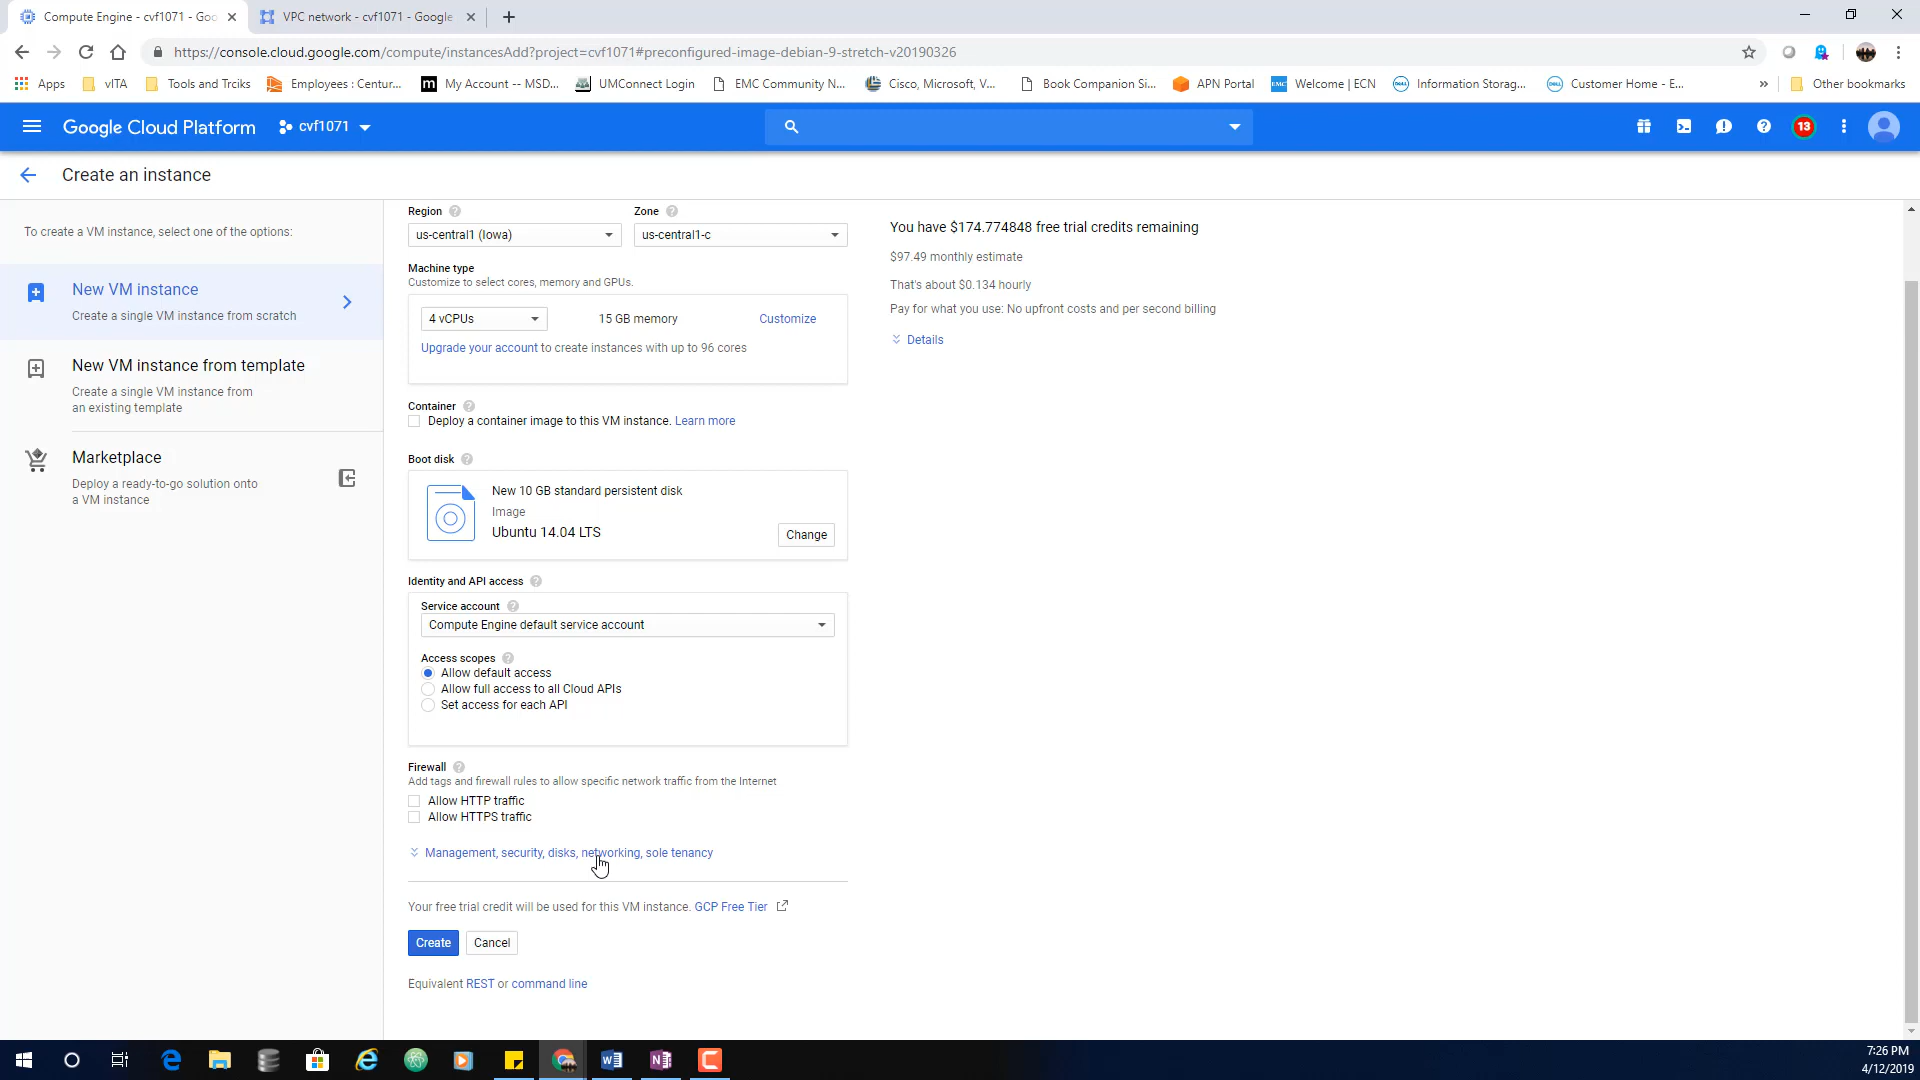 Compute Engine - cvf1071 - Goo
VPC network - cvf1071 - Google
https://console.cloud.google.com/compute/instancesAdd?project=cvf1071#preconfigured-image-debian-9-stretch-v20190326
Apps vITA Tools and Trciks Employees : Centur... My Account -- MSD... UMConnect Login EMC Community N... Cisco, Microsoft, V... Book Companion Si... APN Portal Welcome | ECN Information Storag... Customer Home - E... » Other bookmarks
Google Cloud Platform cvf1071 13
Create an instance
To create a VM instance, select one of the options:
New VM instance
Create a single VM instance from scratch
New VM instance from template
Create a single VM instance from
an existing template
Marketplace
Deploy a ready-to-go solution onto
a VM instance
Region Zone
us-central1 (Iowa) us-central1-c
Machine type
Customize to select cores, memory and GPUs.
4 vCPUs 15 GB memory Customize
Upgrade your account to create instances with up to 96 cores
Container
Deploy a container image to this VM instance. Learn more
Boot disk
New 10 GB standard persistent disk
Image
Ubuntu 14.04 LTS
Change
Identity and API access
Service account
Compute Engine default service account
Access scopes
Allow default access
Allow full access to all Cloud APIs
Set access for each API
Firewall
Add tags and firewall rules to allow specific network traffic from the Internet
Allow HTTP traffic
Allow HTTPS traffic
Management, security, disks, networking, sole tenancy
Your free trial credit will be used for this VM instance. GCP Free Tier
Create Cancel
Equivalent REST or command line
You have $174.774848 free trial credits remaining
$97.49 monthly estimate
That's about $0.134 hourly
Pay for what you use: No upfront costs and per second billing
Details
7:26 PM
4/12/2019